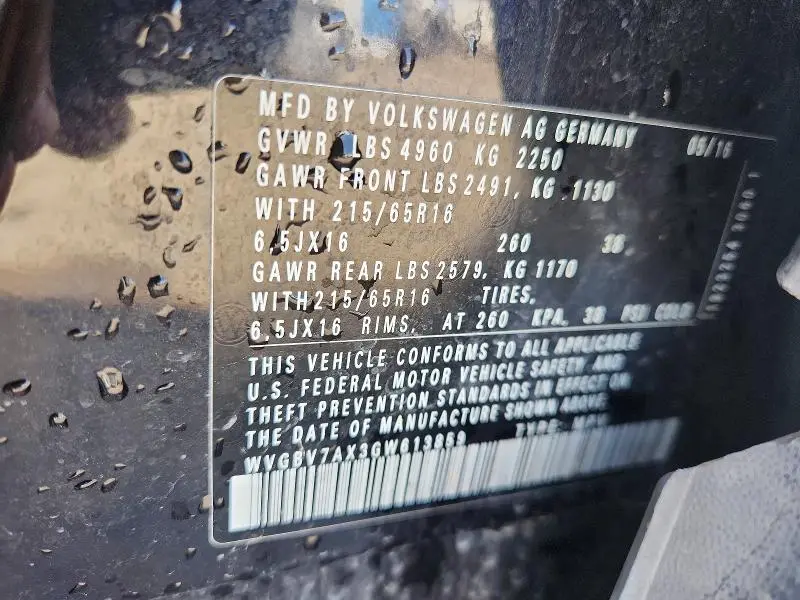 MFD BY VOLKSWAGEN AG GERMANY 05/16
GVWR LBS 4960 KG 2250
GAWR FRONT LBS 2491, KG 1130
WITH 215/65R16
6,5JX16 260 38
GAWR REAR LBS 2579, KG 1170
WITH 215/65R16 TIRES,
6,5JX16 RIMS, AT 260 KPA, 38 PSI COLD
THIS VEHICLE CONFORMS TO ALL APPLICABLE
U.S. FEDERAL MOTOR VEHICLE SAFETY AND
THEFT PREVENTION STANDARDS IN EFFECT ON
THE DATE OF MANUFACTURE SHOWN ABOVE
WVGBV7AX3GW613859 TYPE: MPV